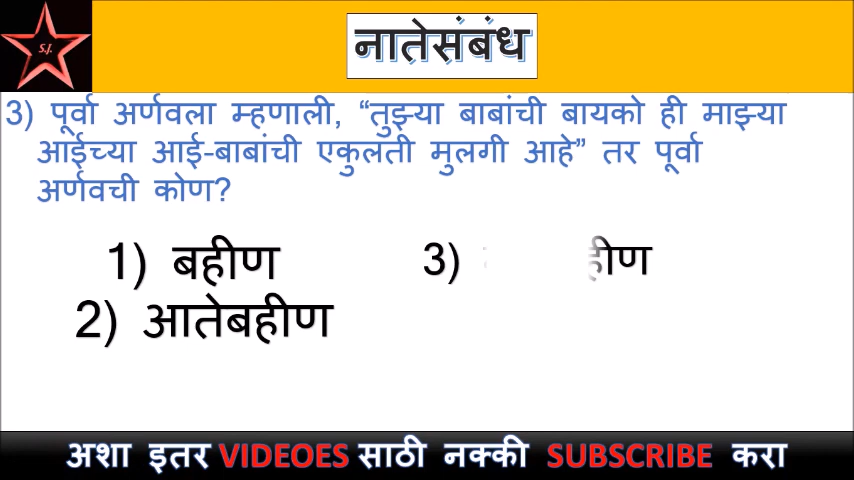 S.J.
नातेसंबंध
3) पूर्वा अर्णवला म्हणाली, “तुझ्या बाबांची बायको ही माझ्या
आईच्या आई-बाबांची एकुलती मुलगी आहे” तर पूर्वा
अर्णवची कोण?
1) बहीण
3)
2) आतेबहीण
अशा इतर VIDEOES साठी नक्की SUBSCRIBE करा